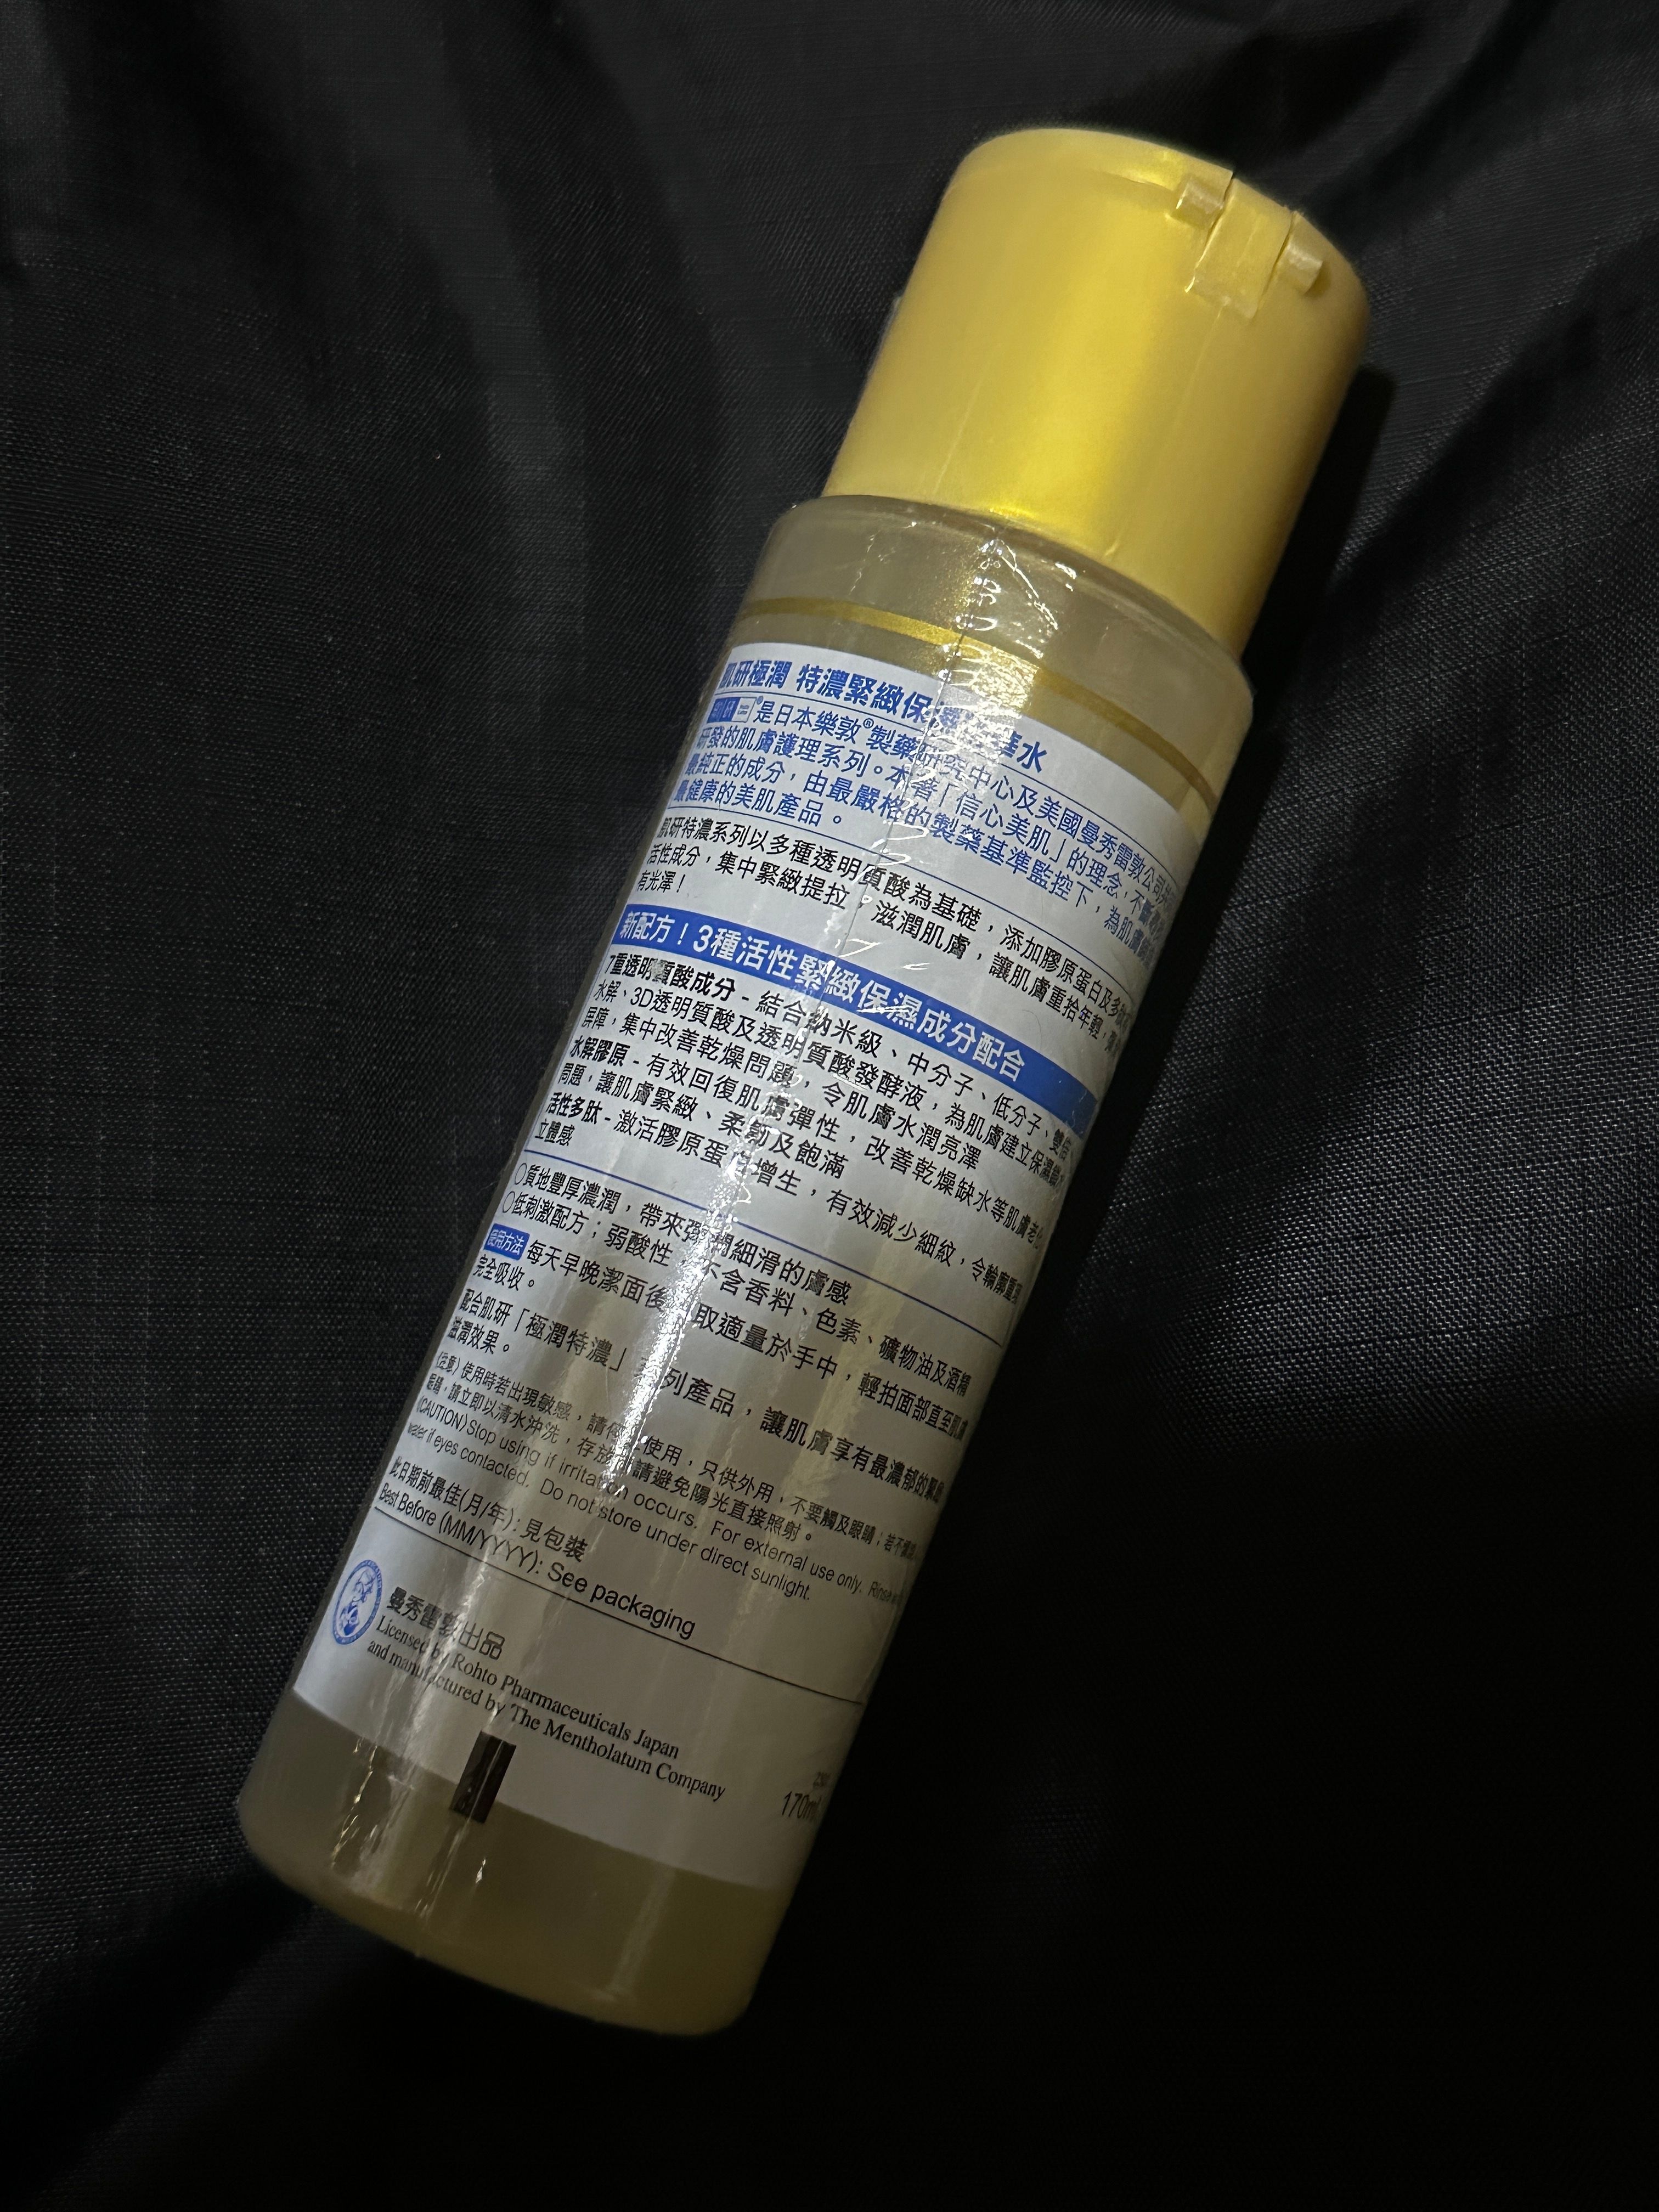 肌研極潤 特濃緊緻保濕精華水
肌研®是日本樂敦®製藥研究中心及美國曼秀雷敦公司
研發的肌膚護理系列。本著「信心美肌」的理念,不斷
最純正的成分,由最嚴格的製藥基準監控下,為肌膚
最健康的美肌產品。
肌研特濃系列以多種透明質酸為基礎,添加膠原蛋白及多
活性成分,集中緊緻提拉,滋潤肌膚,讓肌膚重拾年輕,
有光澤!
新配方!3種活性緊緻保濕成分配合
7重透明質酸成分 - 結合納米級、中分子、低分子、雙倍
水解、3D透明質酸及透明質酸發酵液,為肌膚建立保濕
屏障,集中改善乾燥問題,令肌膚水潤亮澤
水解膠原 - 有效回復肌膚彈性,改善乾燥缺水等肌膚老化
問題,讓肌膚緊緻、柔韌及飽滿
活性多肽 - 激活膠原蛋白增生,有效減少細紋,令輪廓重現
立體感
○質地豐厚濃潤,帶來彈潤細滑的膚感
○低刺激配方;弱酸性 不含香料、色素、礦物油及酒精
使用方法 每天早晚潔面後,取適量於手中,輕拍面部直至肌膚
完全吸收。
配合肌研「極潤特濃」系列產品,讓肌膚享有最濃郁的緊緻
滋潤效果。
(注意) 使用時若出現敏感,請停止使用,只供外用,不要觸及眼睛;若不慎
眼睛,請立即以清水沖洗,存放時請避免陽光直接照射。
(CAUTION) Stop using if irritation occurs. For external use only. Rinse
water if eyes contacted. Do not store under direct sunlight.
此日期前最佳(月/年): 見包裝
Best Before (MM/YYYY): See packaging
曼秀雷敦出品
Licensed by Rohto Pharmaceuticals Japan
and manufactured by The Mentholatum Company
170mL